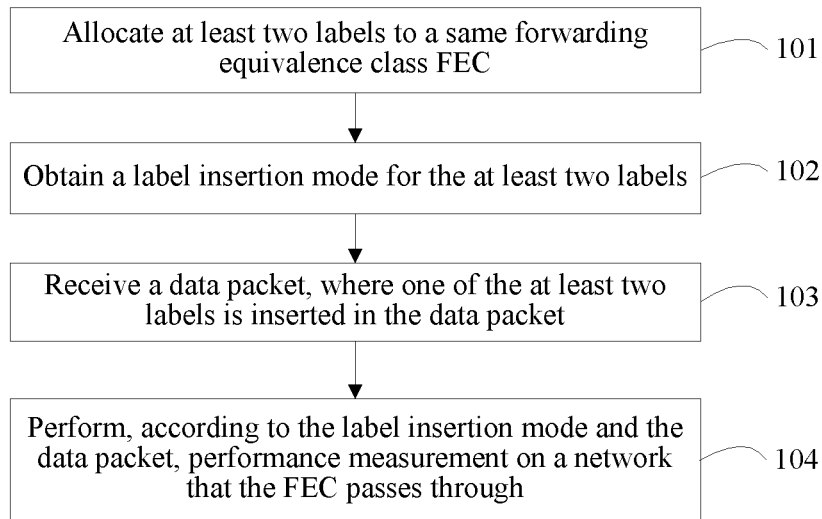 Allocate at least two labels to a same forwarding
equivalence class FEC
101
Obtain a label insertion mode for the at least two labels
102
Receive a data packet, where one of the at least two
labels is inserted in the data packet
103
Perform, according to the label insertion mode and the
data packet, performance measurement on a network
that the FEC passes through
104